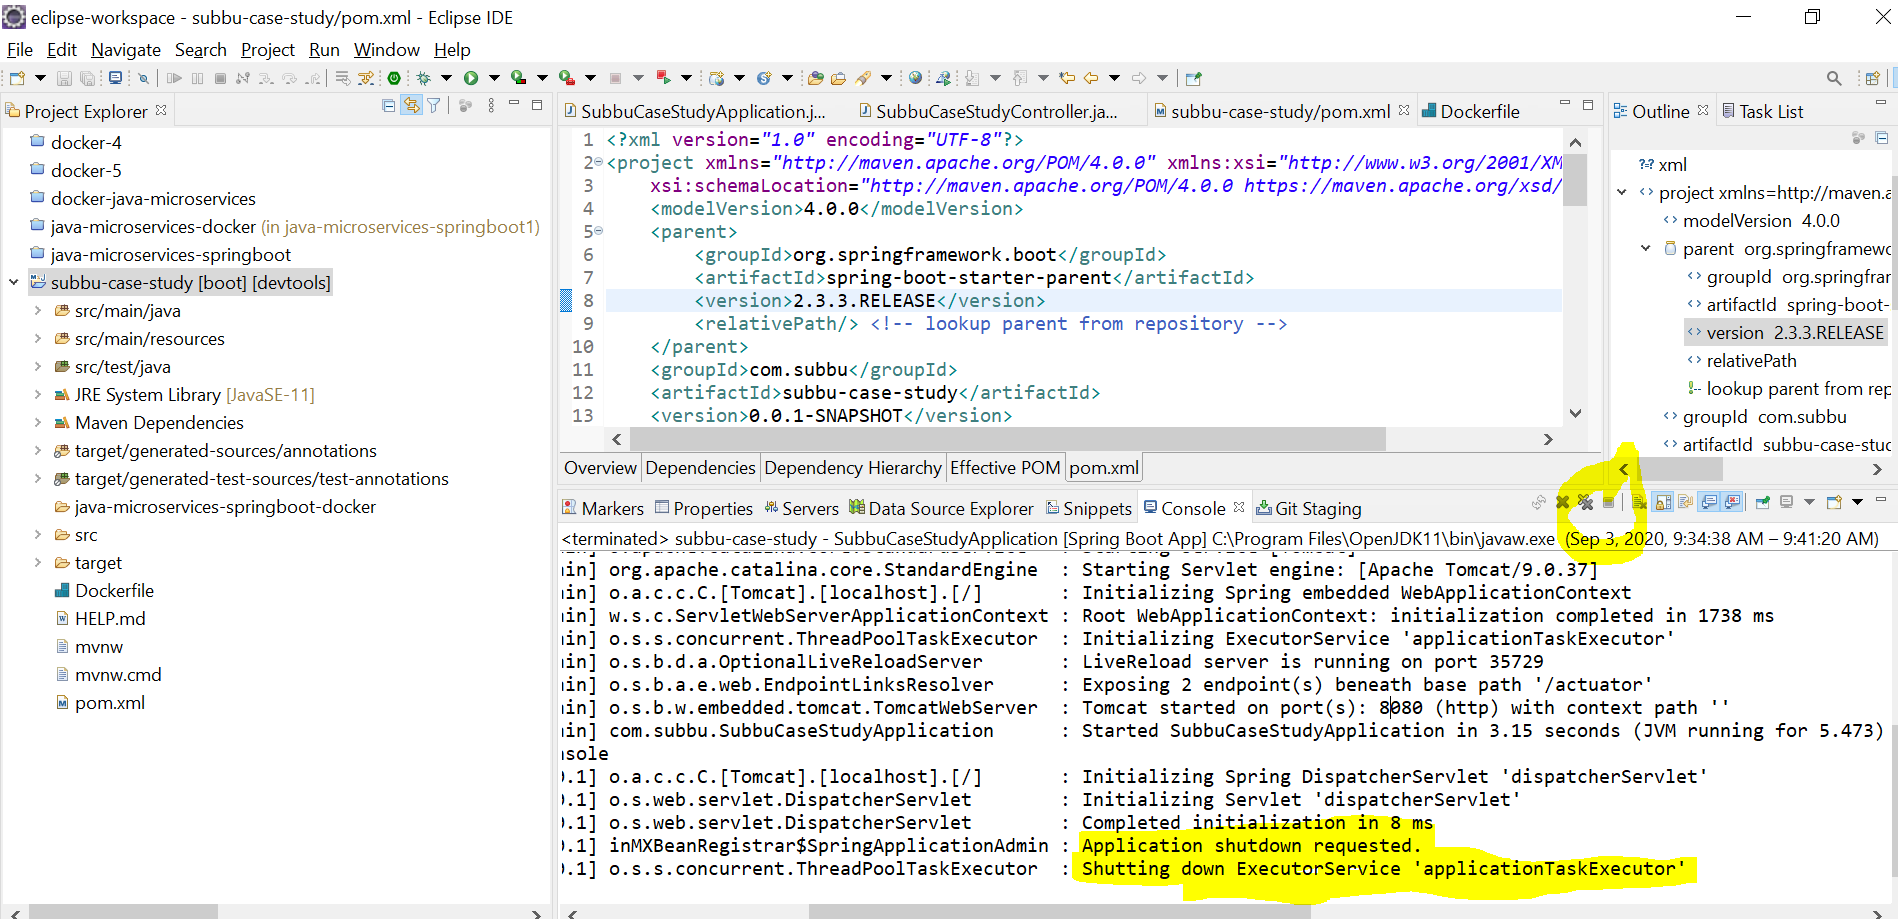 eclipse-workspace - subbu-case-study/pom.xml - Eclipse IDE
File Edit Navigate Search Project Run Window Help
Project Explorer
docker-4
docker-5
docker-java-microservices
java-microservices-docker (in java-microservices-springboot1)
java-microservices-springboot
subbu-case-study [boot] [devtools]
src/main/java
src/main/resources
src/test/java
JRE System Library [JavaSE-11]
Maven Dependencies
target/generated-sources/annotations
target/generated-test-sources/test-annotations
java-microservices-springboot-docker
src
target
Dockerfile
HELP.md
mvnw
mvnw.cmd
pom.xml
SubbuCaseStudyApplication.j... SubbuCaseStudyController.ja... subbu-case-study/pom.xml Dockerfile
1 <?xml version="1.0" encoding="UTF-8"?>
2 <project xmlns="http://maven.apache.org/POM/4.0.0" xmlns:xsi="http://www.w3.org/2001/XM
3 xsi:schemaLocation="http://maven.apache.org/POM/4.0.0 https://maven.apache.org/xsd/
4 <modelVersion>4.0.0</modelVersion>
5 <parent>
6 <groupId>org.springframework.boot</groupId>
7 <artifactId>spring-boot-starter-parent</artifactId>
8 <version>2.3.3.RELEASE</version>
9 <relativePath/> <!-- lookup parent from repository -->
10 </parent>
11 <groupId>com.subbu</groupId>
12 <artifactId>subbu-case-study</artifactId>
13 <version>0.0.1-SNAPSHOT</version>
Overview Dependencies Dependency Hierarchy Effective POM pom.xml
Outline Task List
xml
project xmlns=http://maven.a
modelVersion 4.0.0
parent org.springframewo
groupId org.springfrar
artifactId spring-boot-
version 2.3.3.RELEASE
relativePath
lookup parent from rep
groupId com.subbu
artifactId subbu-case-stud
Markers Properties Servers Data Source Explorer Snippets Console Git Staging
<terminated> subbu-case-study - SubbuCaseStudyApplication [Spring Boot App] C:\Program Files\OpenJDK11\bin\javaw.exe (Sep 3, 2020, 9:34:38 AM – 9:41:20 AM)
in] org.apache.catalina.core.StandardEngine : Starting Servlet engine: [Apache Tomcat/9.0.37]
in] o.a.c.c.C.[Tomcat].[localhost].[/] : Initializing Spring embedded WebApplicationContext
in] w.s.c.ServletWebServerApplicationContext : Root WebApplicationContext: initialization completed in 1738 ms
in] o.s.s.concurrent.ThreadPoolTaskExecutor : Initializing ExecutorService 'applicationTaskExecutor'
in] o.s.b.d.a.OptionalLiveReloadServer : LiveReload server is running on port 35729
in] o.s.b.a.e.web.EndpointLinksResolver : Exposing 2 endpoint(s) beneath base path '/actuator'
in] o.s.b.w.embedded.tomcat.TomcatWebServer : Tomcat started on port(s): 8080 (http) with context path ''
in] com.subbu.SubbuCaseStudyApplication : Started SubbuCaseStudyApplication in 3.15 seconds (JVM running for 5.473)
nsole
0.1] o.a.c.c.C.[Tomcat].[localhost].[/] : Initializing Spring DispatcherServlet 'dispatcherServlet'
0.1] o.s.web.servlet.DispatcherServlet : Initializing Servlet 'dispatcherServlet'
0.1] o.s.web.servlet.DispatcherServlet : Completed initialization in 8 ms
0.1] inMXBeanRegistrar$SpringApplicationAdmin : Application shutdown requested.
0.1] o.s.s.concurrent.ThreadPoolTaskExecutor : Shutting down ExecutorService 'applicationTaskExecutor'